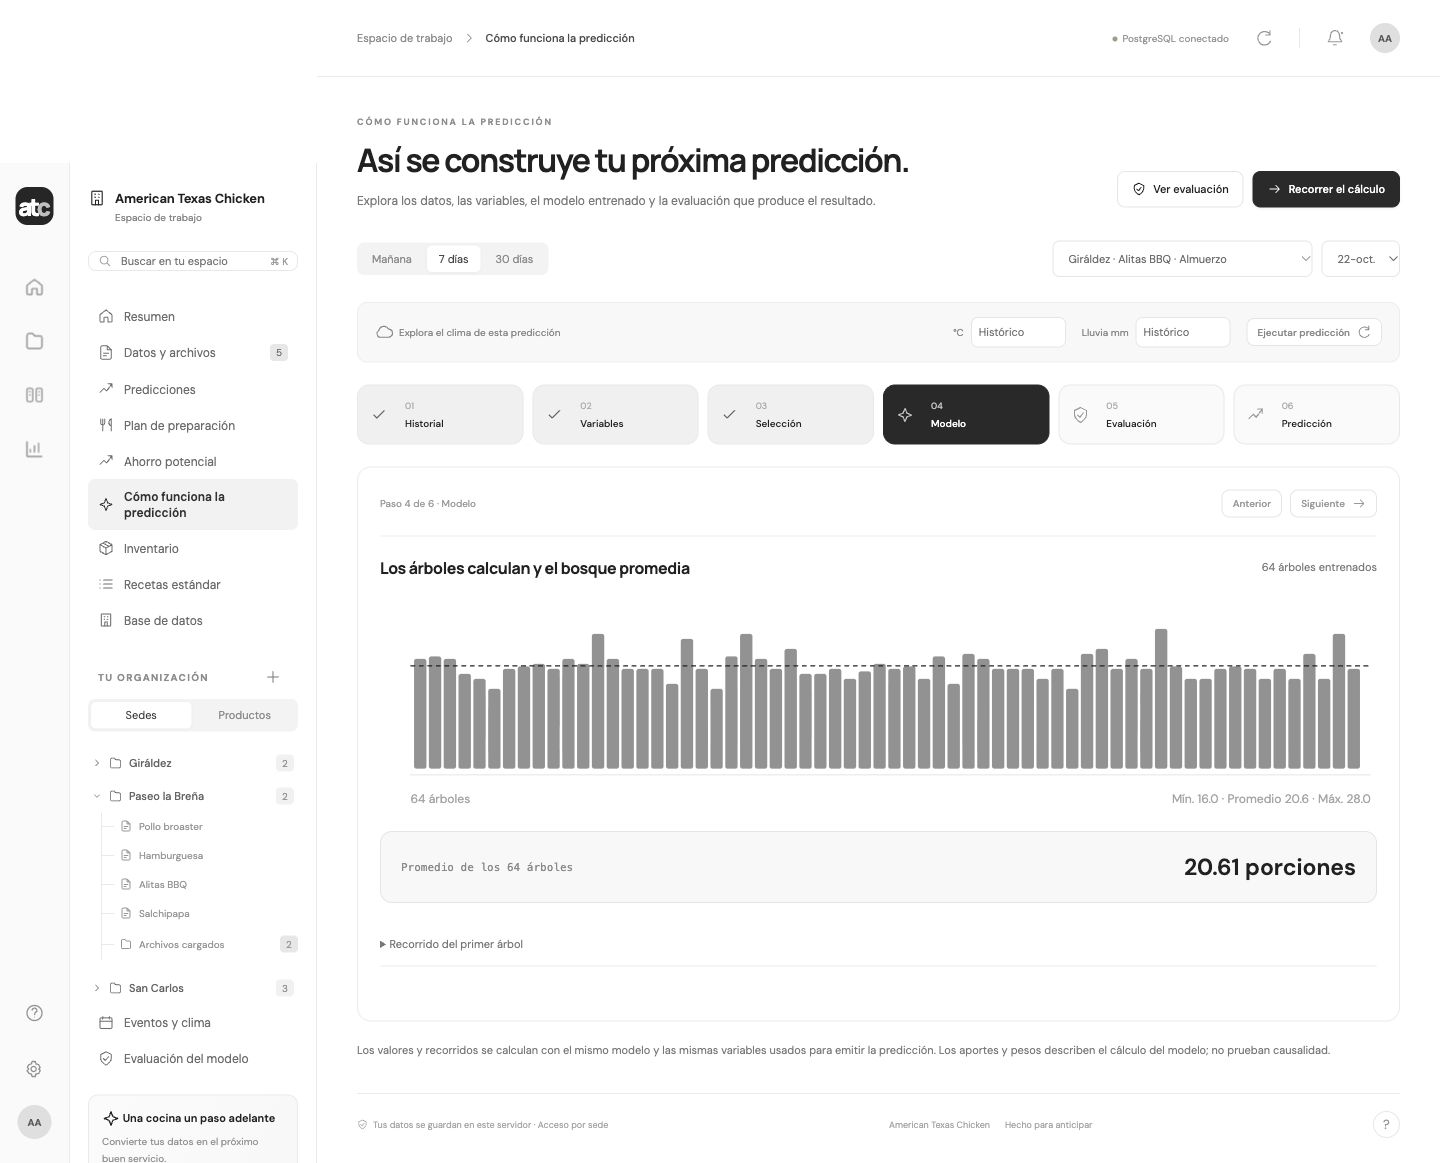 Espacio de trabajo
Cómo funciona la predicción
PostgreSQL conectado
AA
atc
American Texas Chicken
Espacio de trabajo
Buscar en tu espacio
⌘ K
Resumen
Datos y archivos
5
Predicciones
Plan de preparación
Ahorro potencial
Cómo funciona la
predicción
Inventario
Recetas estándar
Base de datos
TU ORGANIZACIÓN
Sedes
Productos
Giráldez
2
Paseo la Breña
2
Pollo broaster
Hamburguesa
Alitas BBQ
Salchipapa
Archivos cargados
2
San Carlos
3
Eventos y clima
Evaluación del modelo
AA
Una cocina un paso adelante
Convierte tus datos en el próximo
buen servicio.
CÓMO FUNCIONA LA PREDICCIÓN
Así se construye tu próxima predicción.
Explora los datos, las variables, el modelo entrenado y la evaluación que produce el resultado.
Ver evaluación
Recorrer el cálculo
Mañana
7 días
30 días
Giráldez · Alitas BBQ · Almuerzo
22-oct.
Explora el clima de esta predicción
°C
Histórico
Lluvia mm
Histórico
Ejecutar predicción
01
Historial
02
Variables
03
Selección
04
Modelo
05
Evaluación
06
Predicción
Paso 4 de 6 · Modelo
Anterior
Siguiente
Los árboles calculan y el bosque promedia
64 árboles entrenados
64 árboles
Mín. 16.0 · Promedio 20.6 · Máx. 28.0
Promedio de los 64 árboles
20.61 porciones
Recorrido del primer árbol
Los valores y recorridos se calculan con el mismo modelo y las mismas variables usados para emitir la predicción. Los aportes y pesos describen el cálculo del modelo; no prueban causalidad.
Tus datos se guardan en este servidor · Acceso por sede
American Texas Chicken
Hecho para anticipar
?